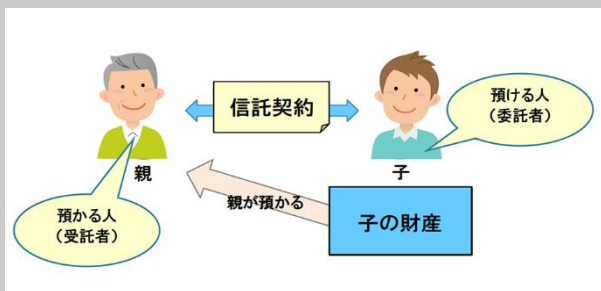 信託契約
預ける人
（委託者）
親
子
預かる人
（受託者）
親が預かる
子の財産